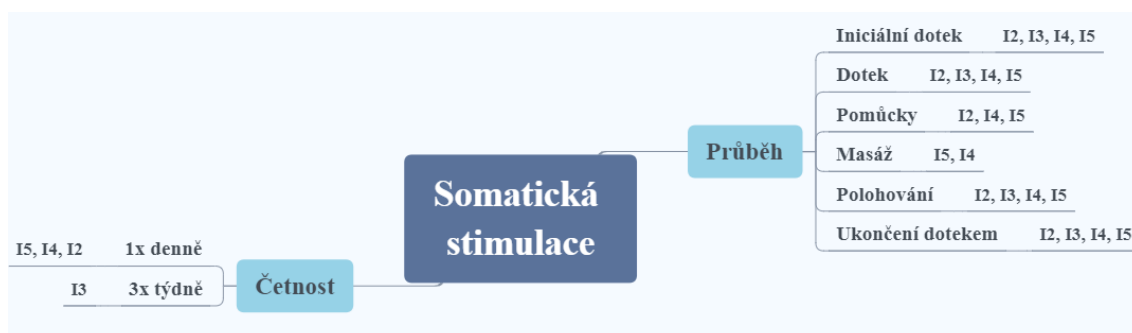 Iniciální dotek I2, I3, I4, I5
Dotek I2, I3, I4, I5
Pomůcky I2, I4, I5
Průběh
Masáž I5, I4
Polohování I2, I3, I4, I5
Ukončení dotekem I2, I3, I4, I5
Somatická
stimulace
I5, I4, I2 1x denně
Četnost
I3 3x týdně